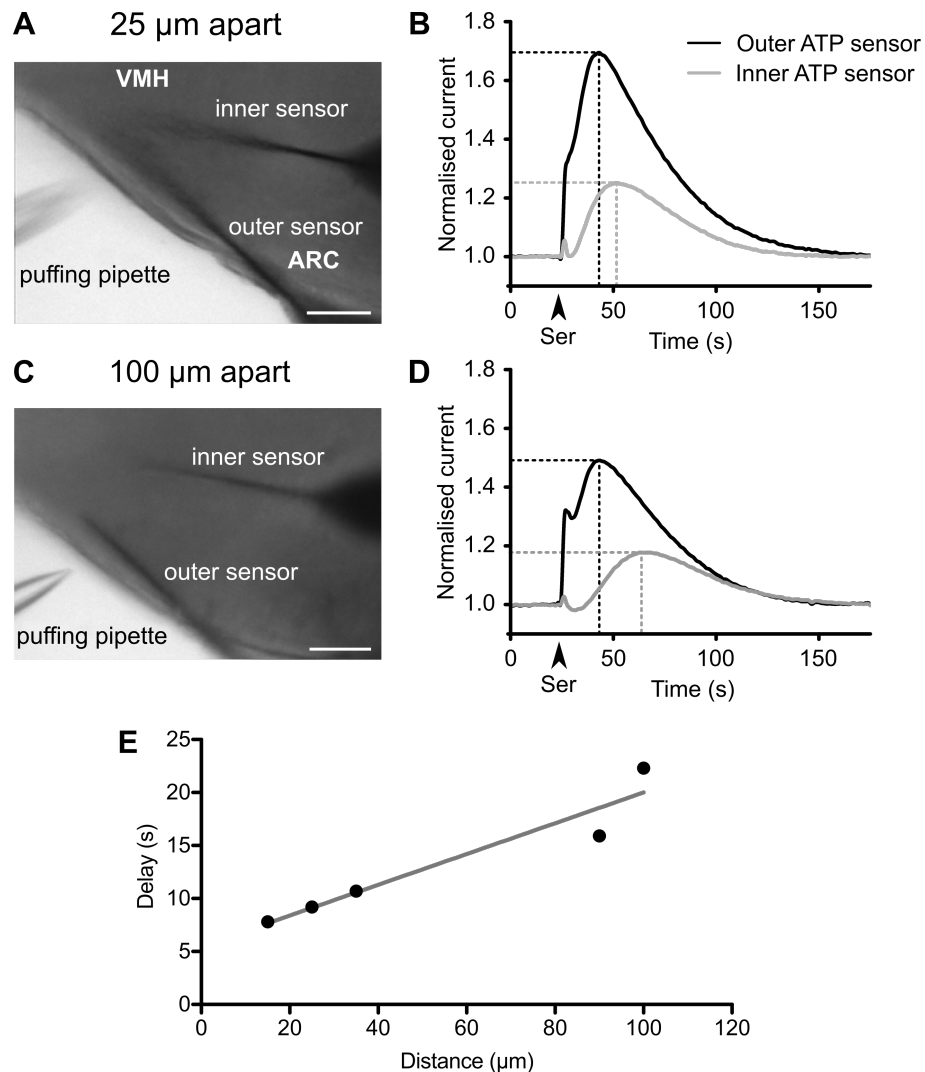 A
25 µm apart
VMH
inner sensor
outer sensor
ARC
puffing pipette
B
1.8
1.6
1.4
1.2
1.0
Normalised current
Outer ATP sensor
Inner ATP sensor
0
50
100
150
Ser
Time (s)
C
100 µm apart
inner sensor
outer sensor
puffing pipette
D
1.8
1.6
1.4
1.2
1.0
Normalised current
0
50
100
150
Ser
Time (s)
E
25
20
15
10
5
0
Delay (s)
0
20
40
60
80
100
120
Distance (µm)